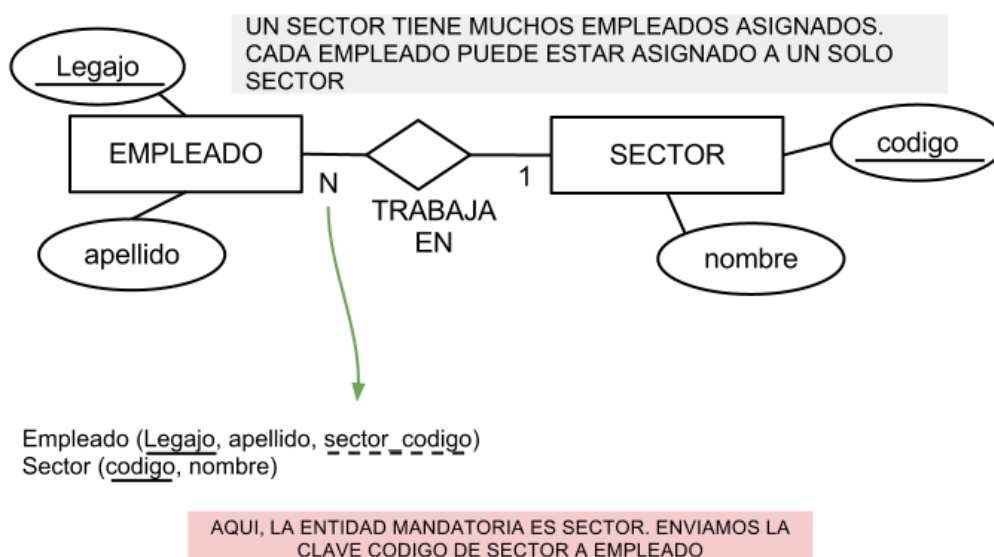 UN SECTOR TIENE MUCHOS EMPLEADOS ASIGNADOS.
CADA EMPLEADO PUEDE ESTAR ASIGNADO A UN SOLO
SECTOR
Legajo
EMPLEADO
apellido
N
TRABAJA
EN
1
SECTOR
codigo
nombre
Empleado (Legajo, apellido, sector_codigo)
Sector (codigo, nombre)
AQUI, LA ENTIDAD MANDATORIA ES SECTOR. ENVIAMOS LA
CLAVE CODIGO DE SECTOR A EMPLEADO